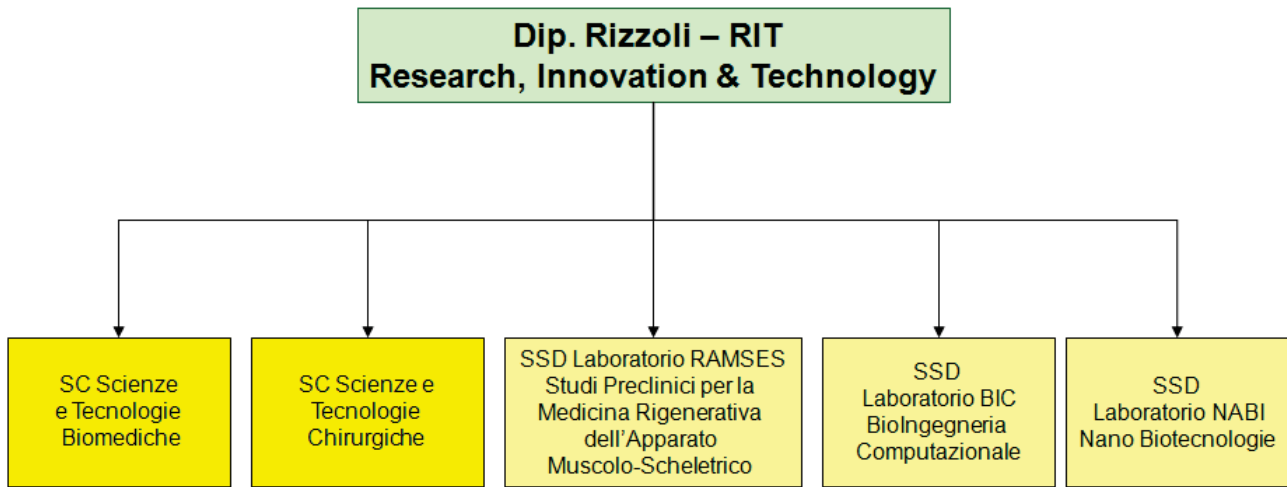 Dip. Rizzoli – RIT
Research, Innovation & Technology
SC Scienze
e Tecnologie
Biomediche
SC Scienze e
Tecnologie
Chirurgiche
SSD Laboratorio RAMSES
Studi Preclinici per la
Medicina Rigenerativa
dell’Apparato
Muscolo-Scheletrico
SSD
Laboratorio BIC
BioIngegneria
Computazionale
SSD
Laboratorio NABI
Nano Biotecnologie